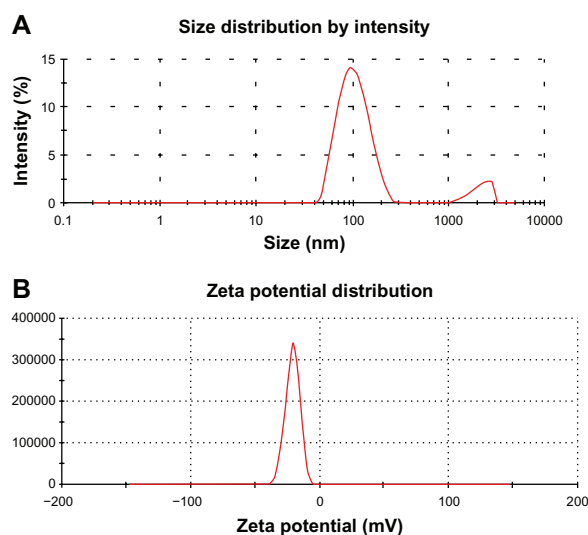 A
Size distribution by intensity
Intensity (%)
15
10
5
0
0.1 1 10 100 1000 10000
Size (nm)
B
Zeta potential distribution
400000
300000
200000
100000
0
−200 −100 0 100 200
Zeta potential (mV)